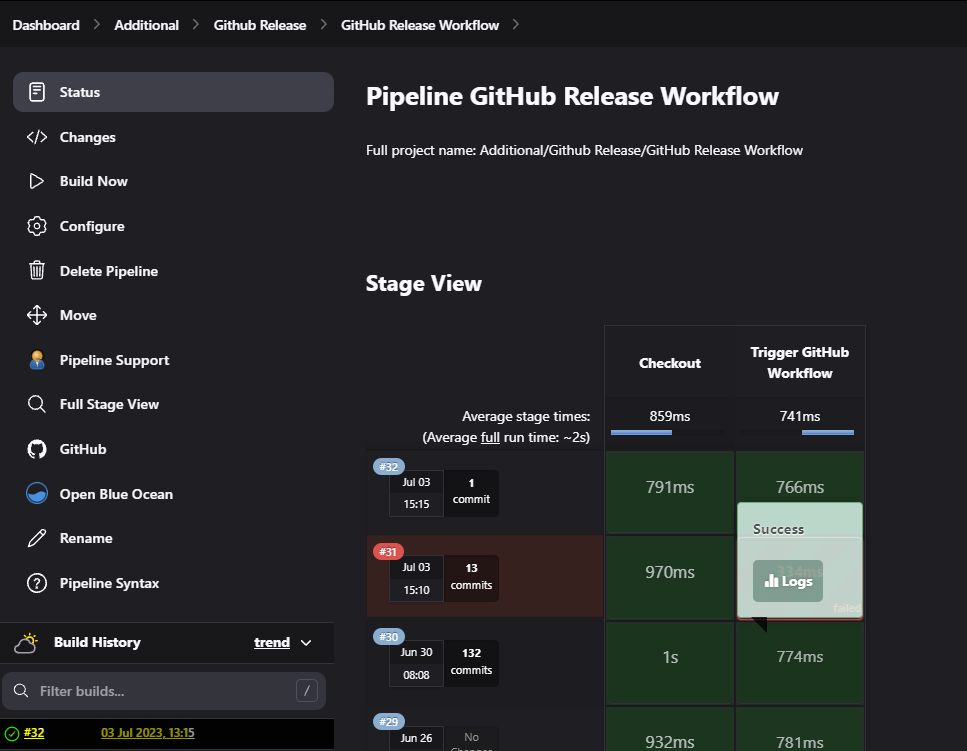 Dashboard
Additional
Github Release
GitHub Release Workflow
Status
Changes
Build Now
Configure
Delete Pipeline
Move
Pipeline Support
Full Stage View
GitHub
Open Blue Ocean
Rename
Pipeline Syntax
Build History
trend
Filter builds...
/
#32
03 Jul 2023, 13:15
Pipeline GitHub Release Workflow
Full project name: Additional/Github Release/GitHub Release Workflow
Stage View
Checkout
Trigger GitHub
Workflow
Average stage times:
(Average full run time: ~2s)
859ms
741ms
#32
Jul 03
15:15
1
commit
791ms
766ms
#31
Jul 03
15:10
13
commits
970ms
Success
334ms
Logs
failed
#30
Jun 30
08:08
132
commits
1s
774ms
#29
Jun 26
No
Changes
932ms
781ms